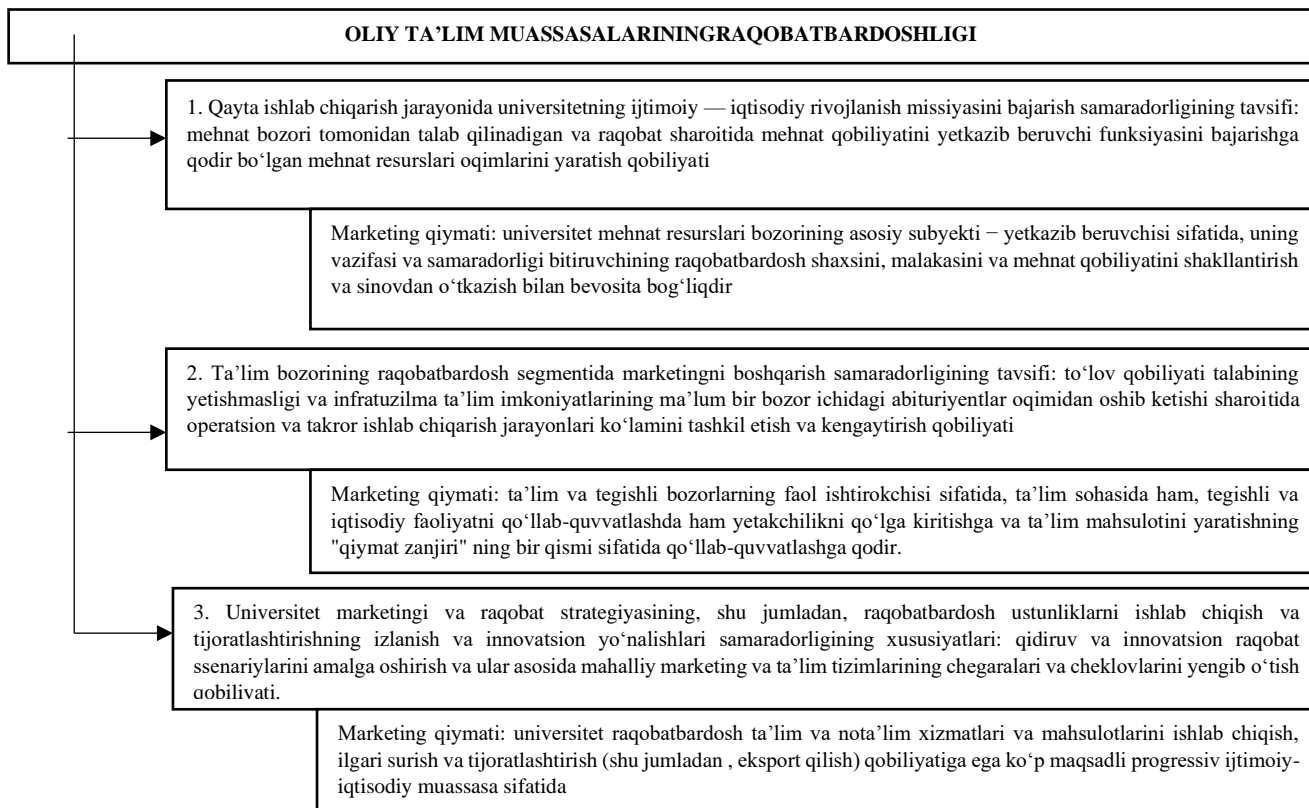 OLIY TA’LIM MUASSASALARININGRAQOBATBARDOSHLIGI
1. Qayta ishlab chiqarish jarayonida universitetning ijtimoiy — iqtisodiy rivojlanish missiyasini bajarish samaradorligining tavsifi:
mehnat bozori tomonidan talab qilinadigan va raqobat sharoitida mehnat qobiliyatini yetkazib beruvchi funksiyasini bajarishga
qodir bo‘lgan mehnat resurslari oqimlarini yaratish qobiliyati
Marketing qiymati: universitet mehnat resurslari bozorining asosiy subyekti − yetkazib beruvchisi sifatida, uning
vazifasi va samaradorligi bitiruvchining raqobatbardosh shaxsini, malakasini va mehnat qobiliyatini shakllantirish
va sinovdan o‘tkazish bilan bevosita bog‘liqdir
2. Ta’lim bozorining raqobatbardosh segmentida marketingni boshqarish samaradorligining tavsifi: to‘lov qobiliyati talabining
yetishmasligi va infratuzilma ta’lim imkoniyatlarining ma’lum bir bozor ichidagi abituriyentlar oqimidan oshib ketishi sharoitida
operatsion va takror ishlab chiqarish jarayonlari ko‘lamini tashkil etish va kengaytirish qobiliyati
Marketing qiymati: ta’lim va tegishli bozorlarning faol ishtirokchisi sifatida, ta’lim sohasida ham, tegishli va
iqtisodiy faoliyatni qo‘llab-quvvatlashda ham yetakchilikni qo‘lga kiritishga va ta’lim mahsulotini yaratishning
"qiymat zanjiri" ning bir qismi sifatida qo‘llab-quvvatlashga qodir.
3. Universitet marketingi va raqobat strategiyasining, shu jumladan, raqobatbardosh ustunliklarni ishlab chiqish va
tijoratlashtirishning izlanish va innovatsion yo‘nalishlari samaradorligining xususiyatlari: qidiruv va innovatsion raqobat
ssenariylarini amalga oshirish va ular asosida mahalliy marketing va ta’lim tizimlarining chegaralari va cheklovlarini yengib o‘tish
qobiliyati.
Marketing qiymati: universitet raqobatbardosh ta’lim va nota’lim xizmatlari va mahsulotlarini ishlab chiqish,
ilgari surish va tijoratlashtirish (shu jumladan , eksport qilish) qobiliyatiga ega ko‘p maqsadli progressiv ijtimoiy-
iqtisodiy muassasa sifatida